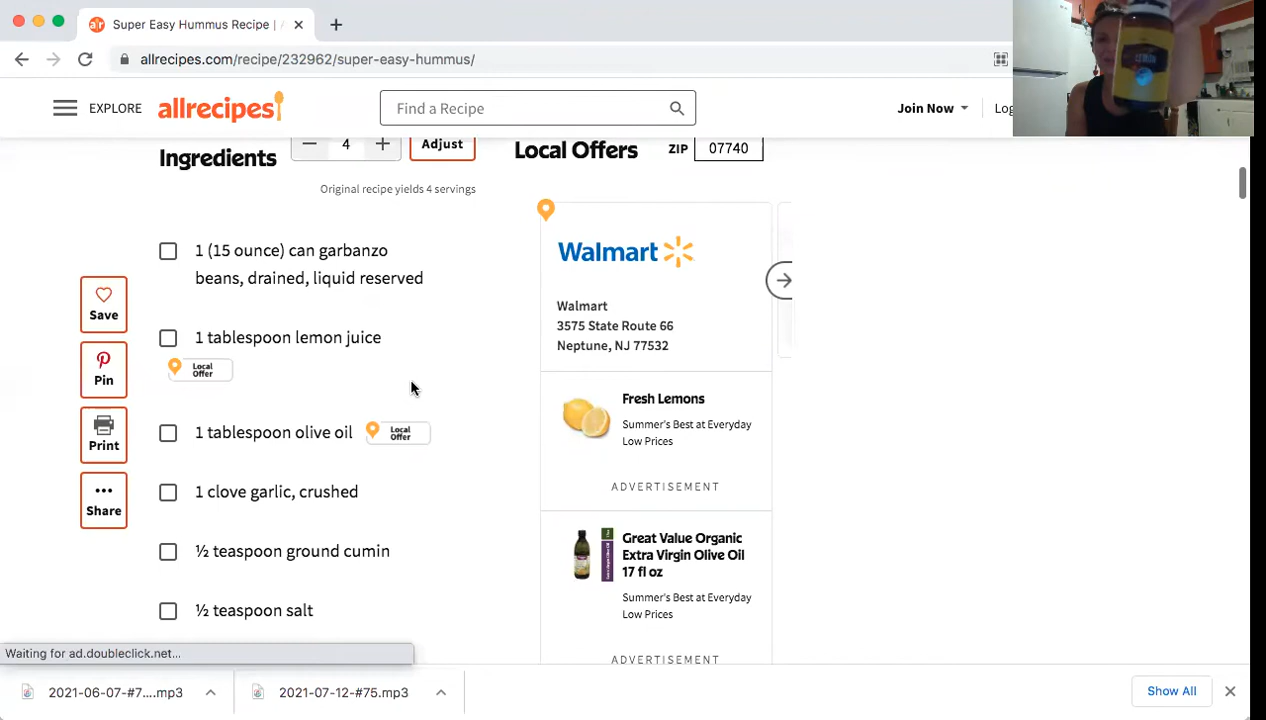 Super Easy Hummus Recipe |
allrecipes.com/recipe/232962/super-easy-hummus/
EXPLORE
allrecipes!
Find a Recipe
Join Now
Log
Ingredients
4
Adjust
Original recipe yields 4 servings
1 (15 ounce) can garbanzo
beans, drained, liquid reserved
1 tablespoon lemon juice
Local
Offer
1 tablespoon olive oil
Local
Offer
1 clove garlic, crushed
½ teaspoon ground cumin
½ teaspoon salt
Save
Pin
Print
Share
Local Offers
ZIP
07740
Walmart
Walmart
3575 State Route 66
Neptune, NJ 77532
Fresh Lemons
Summer's Best at Everyday
Low Prices
ADVERTISEMENT
Great Value Organic
Extra Virgin Olive Oil
17 fl oz
Summer's Best at Everyday
Low Prices
ADVERTISEMENT
LEMON
Waiting for ad.doubleclick.net...
2021-06-07-#7....mp3
2021-07-12-#75.mp3
Show All